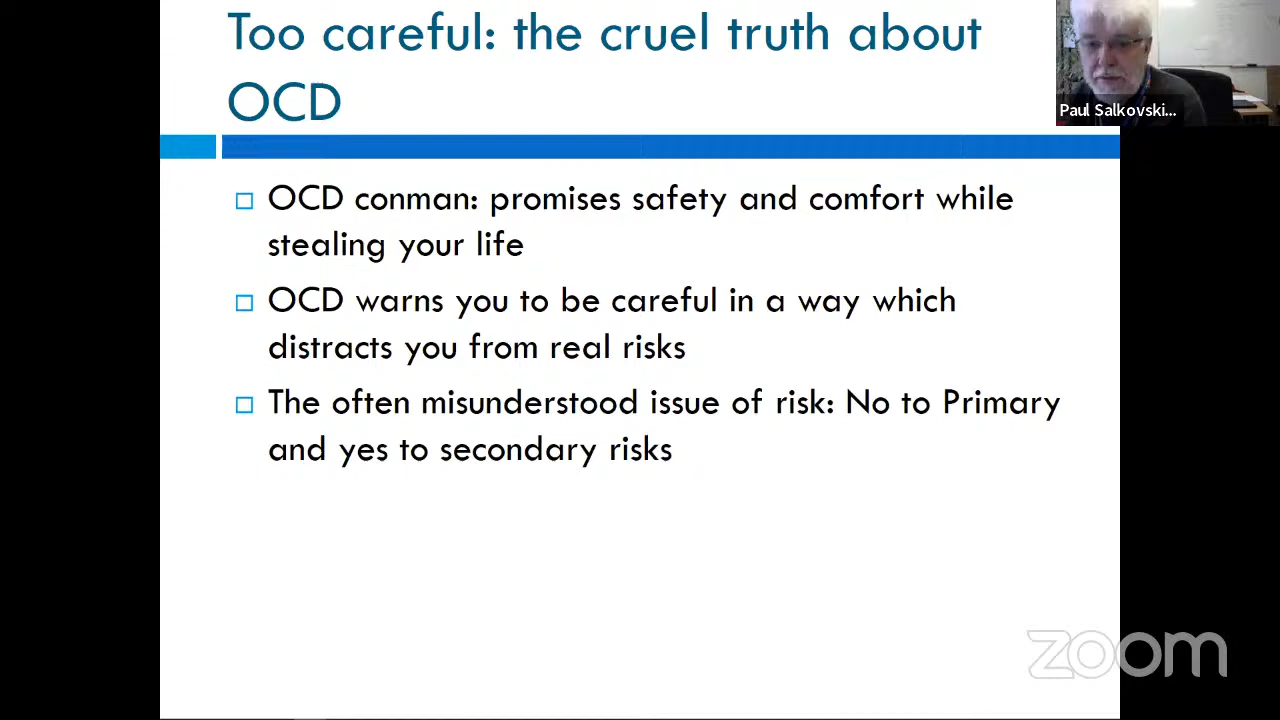 Too careful: the cruel truth about
OCD
Paul Salkovski...
OCD conman: promises safety and comfort while
stealing your life
OCD warns you to be careful in a way which
distracts you from real risks
The often misunderstood issue of risk: No to Primary
and yes to secondary risks
zoom